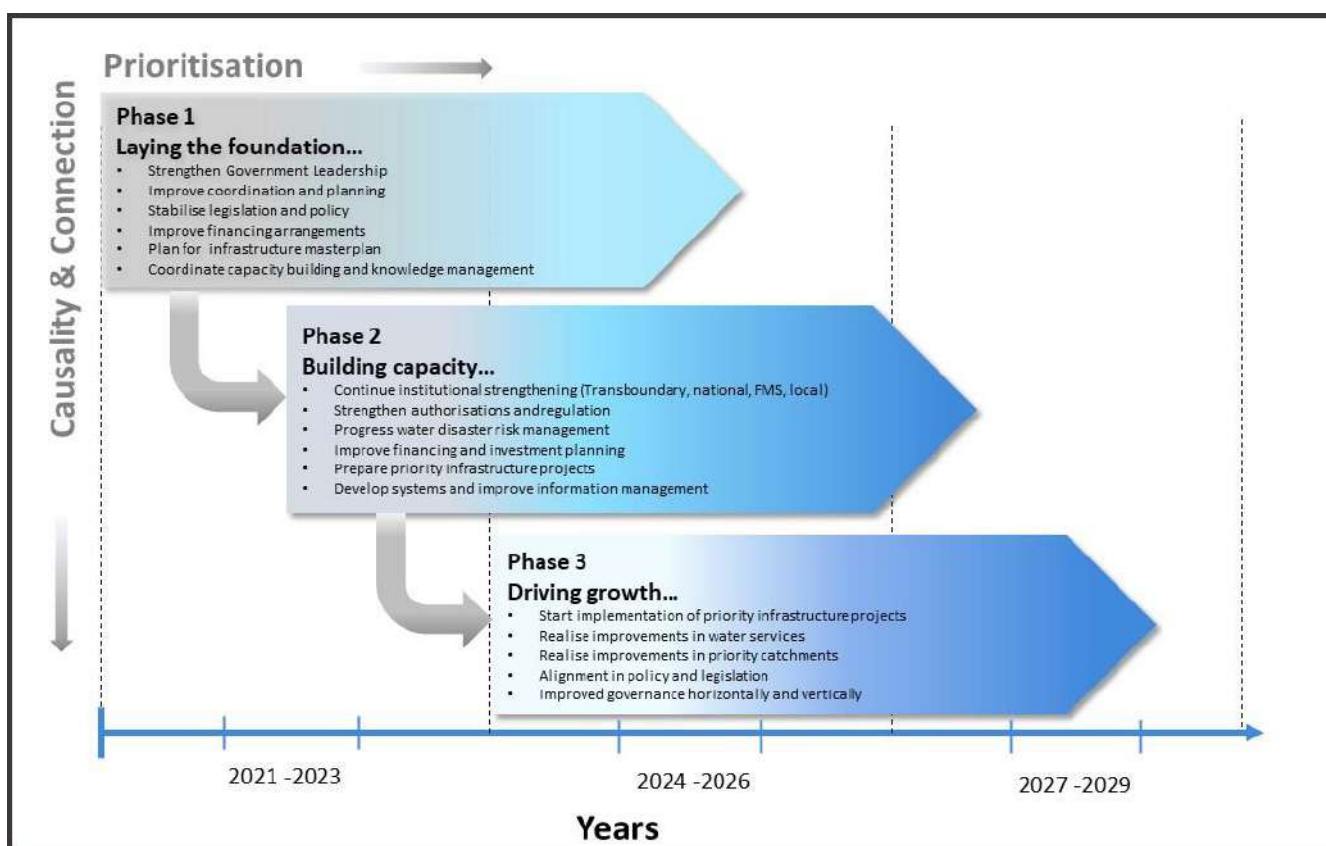 Prioritisation
Causality & Connection
Phase 1
Laying the foundation...
• Strengthen Government Leadership
• Improve coordination and planning
• Stabilise legislation and policy
• Improve financing arrangements
• Plan for infrastructure masterplan
• Coordinate capacity building and knowledge management
Phase 2
Building capacity...
• Continue institutional strengthening (Transboundary, national, FMS, local)
• Strengthen authorisations and regulation
• Progress water disaster risk management
• Improve financing and investment planning
• Prepare priority infrastructure projects
• Develop systems and improve information management
Phase 3
Driving growth...
• Start implementation of priority infrastructure projects
• Realise improvements in water services
• Realise improvements in priority catchments
• Alignment in policy and legislation
• Improved governance horizontally and vertically
2021 -2023
2024 -2026
2027 -2029
Years